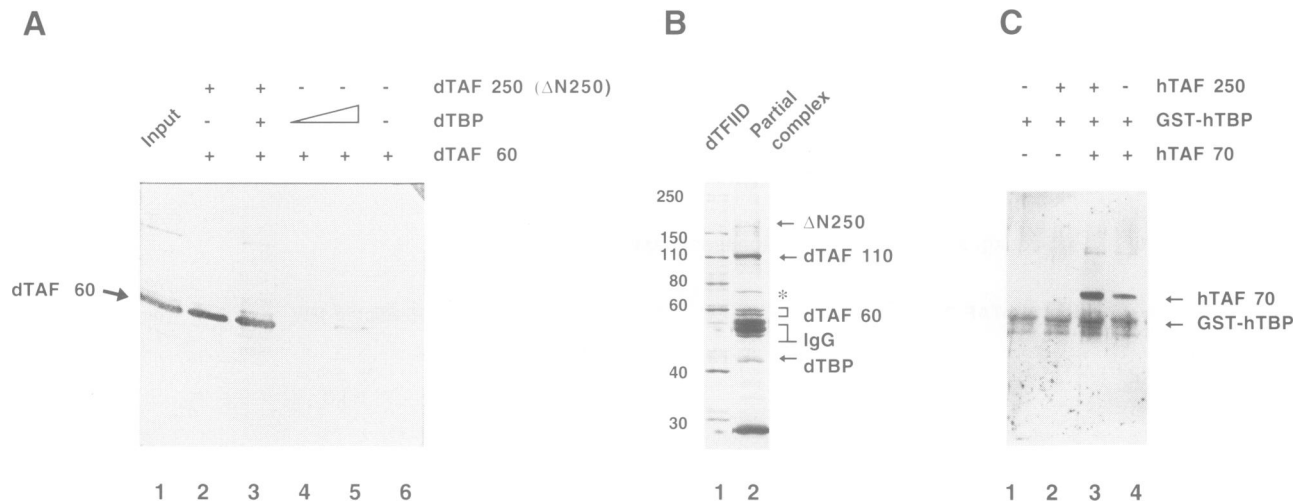 A
+ + - - - dTAF 250 (ΔN250)
- + - dTBP
+ + + + + dTAF 60
Input
dTAF 60
1 2 3 4 5 6
B
dTFIID
Partial complex
250
150
110
80
60
40
30
ΔN250
dTAF 110
*
dTAF 60
IgG
dTBP
1 2
C
- + + - hTAF 250
+ + + + GST-hTBP
- - + + hTAF 70
hTAF 70
GST-hTBP
1 2 3 4